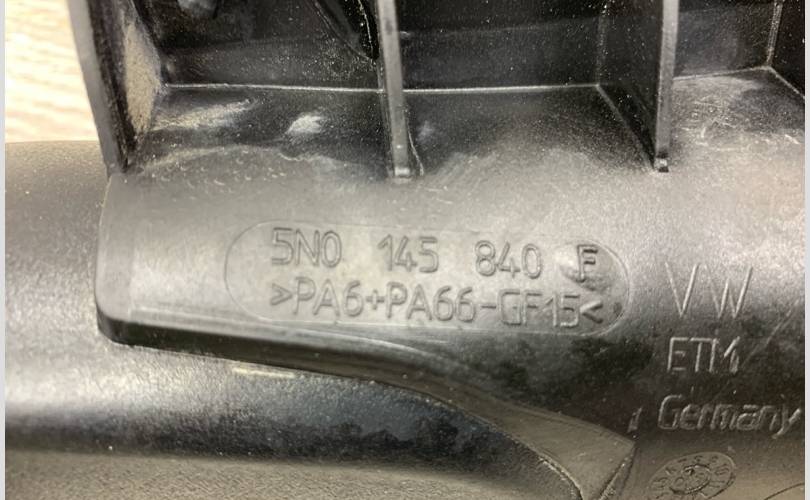 5N0 145 840 F
>PA6+PA66-GF15<
VW
ETM
Germany